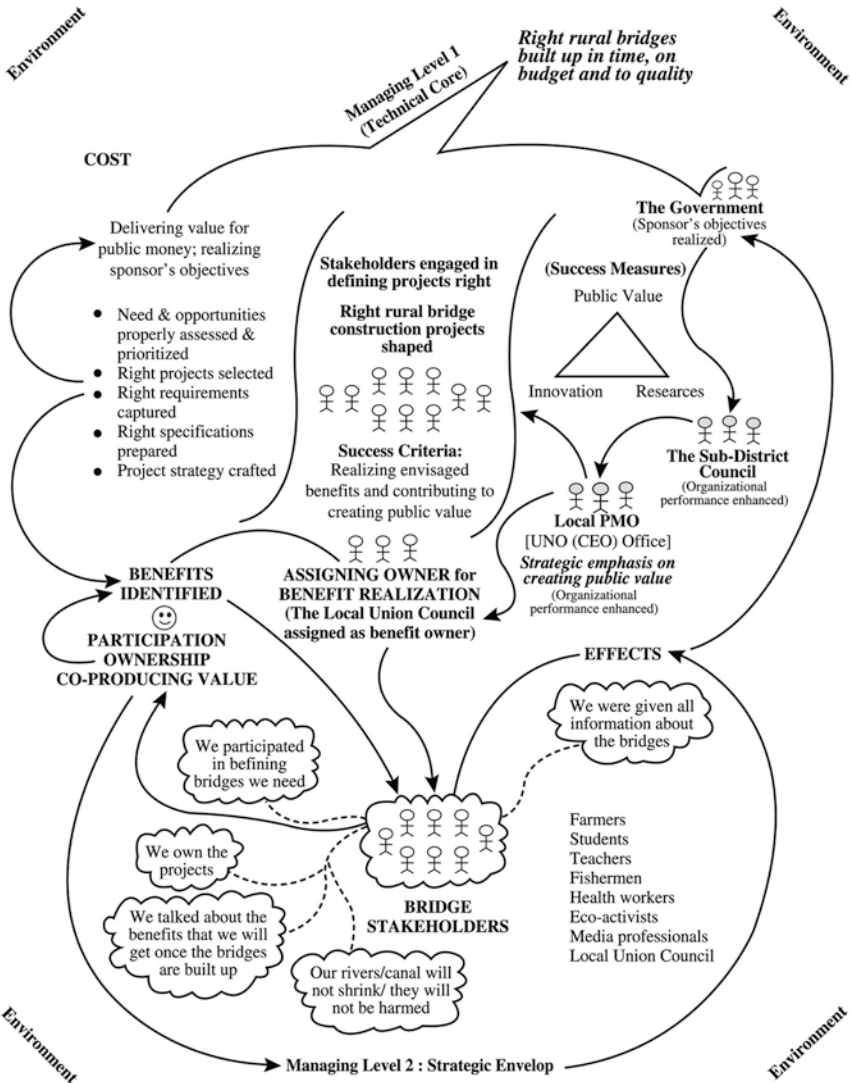 Environment
Environment
Right rural bridges
built up in time, on
budget and to quality
Managing Level 1
(Technical Core)
COST
Delivering value for
public money; realizing
sponsor's objectives
● Need & opportunities
properly assessed &
prioritized
● Right projects selected
● Right requirements
captured
● Right specifications
prepared
● Project strategy crafted
Stakeholders engaged in
defining projects right
Right rural bridge
construction projects
shaped
Success Criteria:
Realizing envisaged
benefits and contributing to
creating public value
The Government
(Sponsor's objectives
realized)
(Success Measures)
Public Value
Innovation
Researces
The Sub-District
Council
(Organizational
performance enhanced)
Local PMO
[UNO (CEO) Office]
Strategic emphasis on
creating public value
(Organizational
performance enhanced)
BENEFITS
IDENTIFIED
PARTICIPATION
OWNERSHIP
CO-PRODUCING VALUE
ASSIGNING OWNER for
BENEFIT REALIZATION
(The Local Union Council
assigned as benefit owner)
EFFECTS
We participated
in befining
bridges we need
We were given all
information about
the bridges
We own the
projects
We talked about the
benefits that we will
get once the bridges
are built up
Our rivers/canal will
not shrink/ they will
not be harmed
BRIDGE
STAKEHOLDERS
Farmers
Students
Teachers
Fishermen
Health workers
Eco-activists
Media professionals
Local Union Council
Environment
Managing Level 2 : Strategic Envelop
Environment